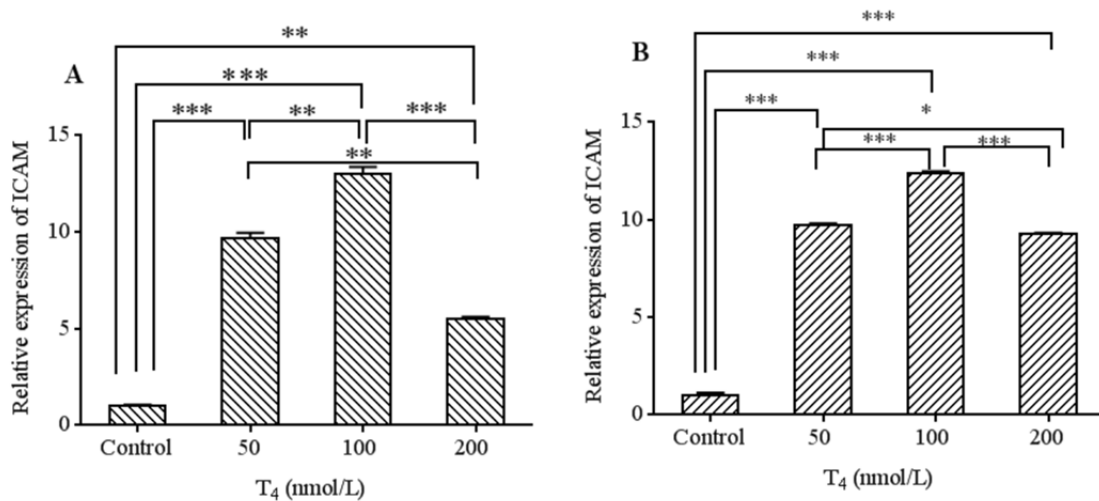 A
**
***
*** ** ***
**
Relative expression of ICAM
15
10
5
0
Control 50 100 200
T₄ (nmol/L)
B
***
***
***
*
*** ***
Relative expression of ICAM
15
10
5
0
Control 50 100 200
T₄ (nmol/L)